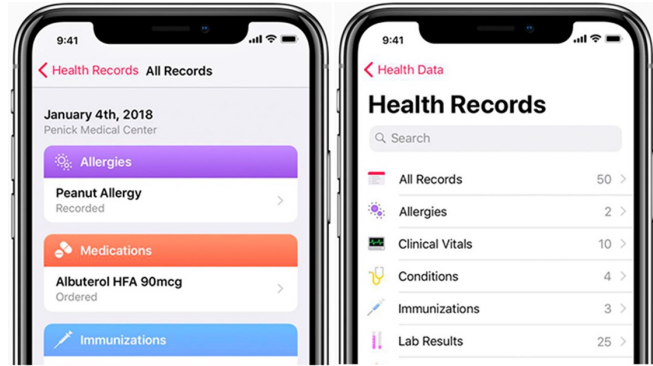 9:41
Health Records All Records
January 4th, 2018
Penick Medical Center
Allergies
Peanut Allergy
Recorded
Medications
Albuterol HFA 90mcg
Ordered
Immunizations
9:41
Health Data
Health Records
Search
All Records 50
Allergies 2
Clinical Vitals 10
Conditions 4
Immunizations 3
Lab Results 25